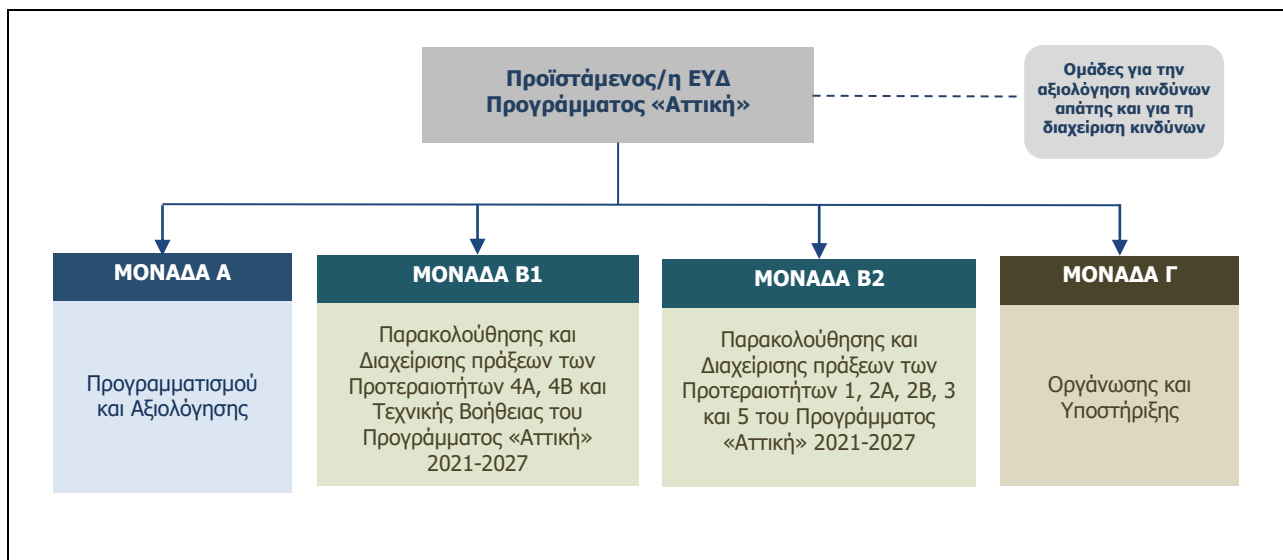 Προϊστάμενος/η ΕΥΔ
Προγράμματος «Αττική»
Ομάδες για την
αξιολόγηση κινδύνων
απάτης και για τη
διαχείριση κινδύνων
ΜΟΝΑΔΑ Α
Προγραμματισμού
και Αξιολόγησης
ΜΟΝΑΔΑ Β1
Παρακολούθησης και
Διαχείρισης πράξεων των
Προτεραιοτήτων 4Α, 4Β και
Τεχνικής Βοήθειας του
Προγράμματος «Αττική»
2021-2027
ΜΟΝΑΔΑ Β2
Παρακολούθησης και
Διαχείρισης πράξεων των
Προτεραιοτήτων 1, 2Α, 2Β, 3
και 5 του Προγράμματος
«Αττική» 2021-2027
ΜΟΝΑΔΑ Γ
Οργάνωσης και
Υποστήριξης